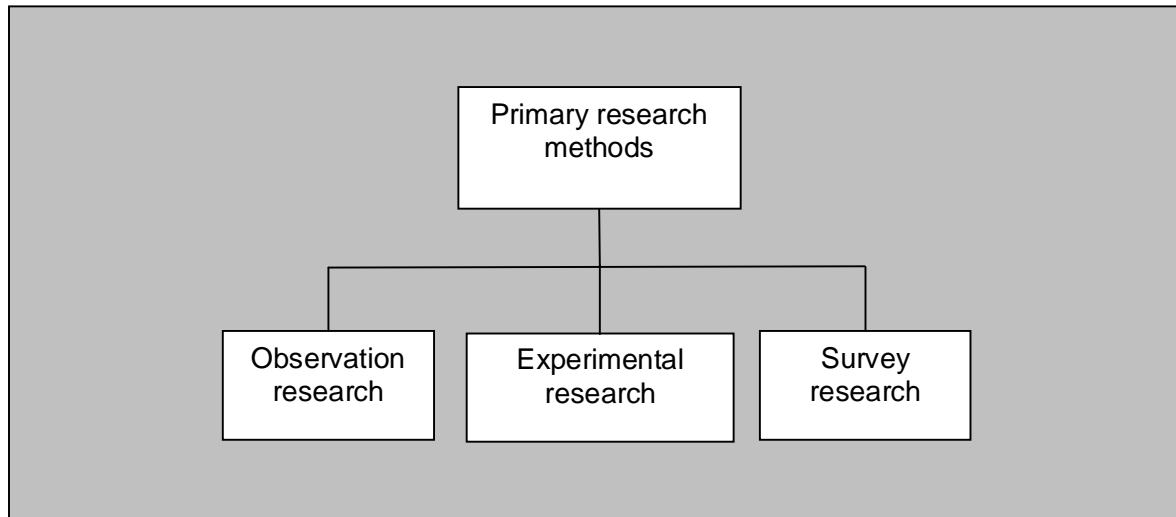 Primary research
methods
Observation
research
Experimental
research
Survey
research